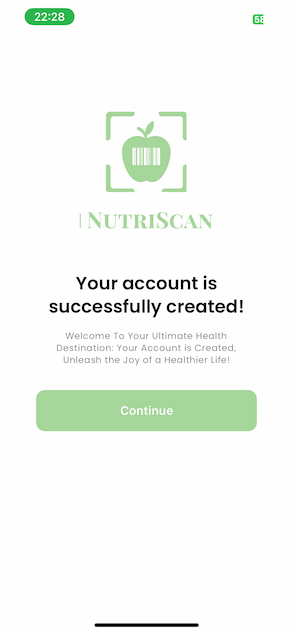 22:28
58
NUTRISCAN
Your account is
successfully created!
Welcome To Your Ultimate Health
Destination: Your Account is Created,
Unleash the Joy of a Healthier Life!
Continue